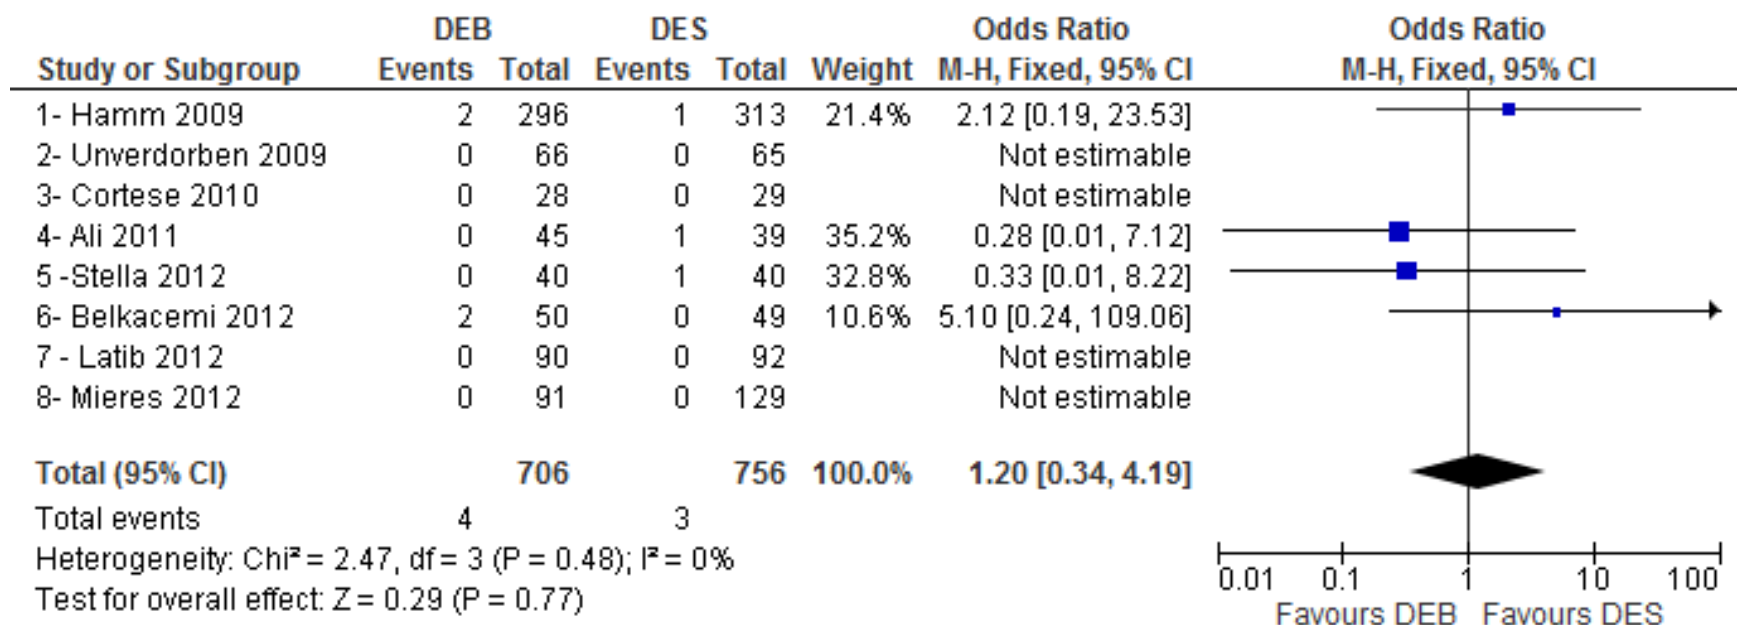 DEB DES Odds Ratio Odds Ratio
Study or Subgroup Events Total Events Total Weight M-H, Fixed, 95% CI M-H, Fixed, 95% CI
1- Hamm 2009 2 296 1 313 21.4% 2.12 [0.19, 23.53]
2- Unverdorben 2009 0 66 0 65 Not estimable
3- Cortese 2010 0 28 0 29 Not estimable
4- Ali 2011 0 45 1 39 35.2% 0.28 [0.01, 7.12]
5 -Stella 2012 0 40 1 40 32.8% 0.33 [0.01, 8.22]
6- Belkacemi 2012 2 50 0 49 10.6% 5.10 [0.24, 109.06]
7 - Latib 2012 0 90 0 92 Not estimable
8- Mieres 2012 0 91 0 129 Not estimable
Total (95% CI) 706 756 100.0% 1.20 [0.34, 4.19]
Total events 4 3
Heterogeneity: Chi² = 2.47, df = 3 (P = 0.48); I² = 0%
Test for overall effect: Z = 0.29 (P = 0.77)
0.01 0.1 1 10 100
Favours DEB Favours DES